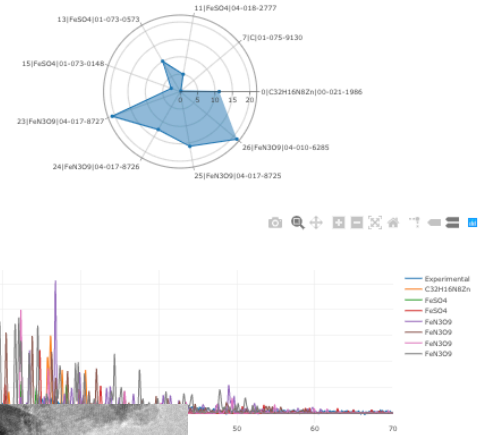 11|FeSO4|04-018-2777
13|FeSO4|01-073-0573
7|C|01-075-9130
15|FeSO4|01-073-0148
0 5 10 15 20
0|C32H16N8Zn|00-021-1986
23|FeN3O9|04-017-8727
26|FeN3O9|04-010-6285
24|FeN3O9|04-017-8726
25|FeN3O9|04-017-8725
Experimental
C32H16N8Zn
FeSO4
FeSO4
FeN3O9
FeN3O9
FeN3O9
FeN3O9
50 60 70